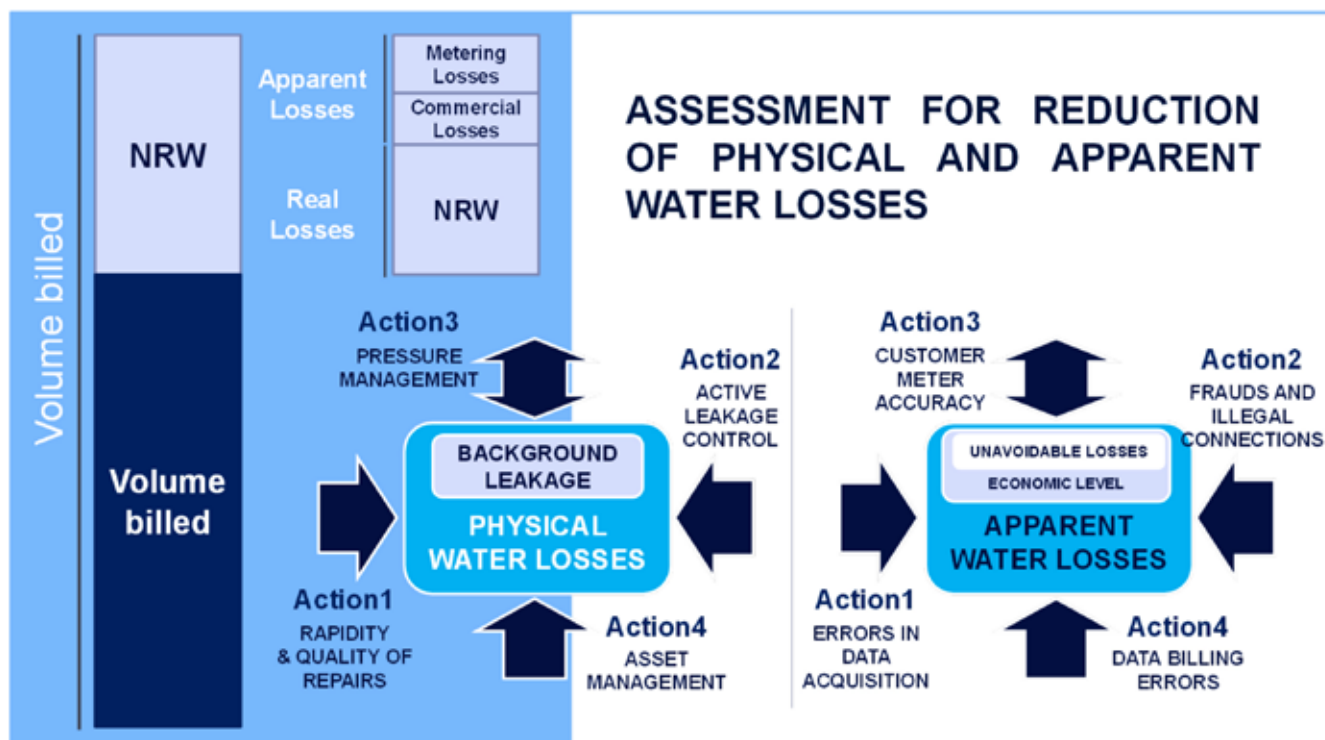 Volume billed
NRW
Volume
billed
Apparent
Losses
Real
Losses
Metering
Losses
Commercial
Losses
NRW
ASSESSMENT FOR REDUCTION
OF PHYSICAL AND APPARENT
WATER LOSSES
Action3
PRESSURE
MANAGEMENT
Action2
ACTIVE
LEAKAGE
CONTROL
BACKGROUND
LEAKAGE
PHYSICAL
WATER LOSSES
Action1
RAPIDITY
& QUALITY OF
REPAIRS
Action4
ASSET
MANAGEMENT
Action3
CUSTOMER
METER
ACCURACY
Action2
FRAUDS AND
ILLEGAL
CONNECTIONS
UNAVOIDABLE LOSSES
ECONOMIC LEVEL
APPARENT
WATER LOSSES
Action1
ERRORS IN
DATA
ACQUISITION
Action4
DATA BILLING
ERRORS